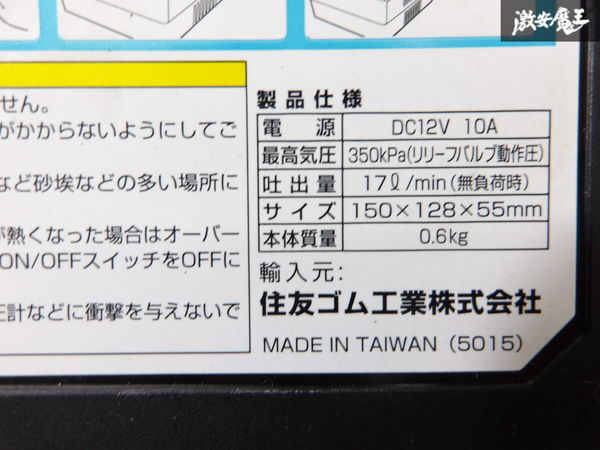 激安魔王
せん。
がかからないようにしてご
など砂埃などの多い場所に
が熱くなった場合はオーバー
ON/OFFスイッチをOFFに
圧計などに衝撃を与えないで
製品仕様
電源 DC12V 10A
最高気圧 350kPa(リリーフバルブ動作圧)
吐出量 17ℓ/min(無負荷時)
サイズ 150×128×55mm
本体質量 0.6kg
輸入元:
住友ゴム工業株式会社
MADE IN TAIWAN (5015)